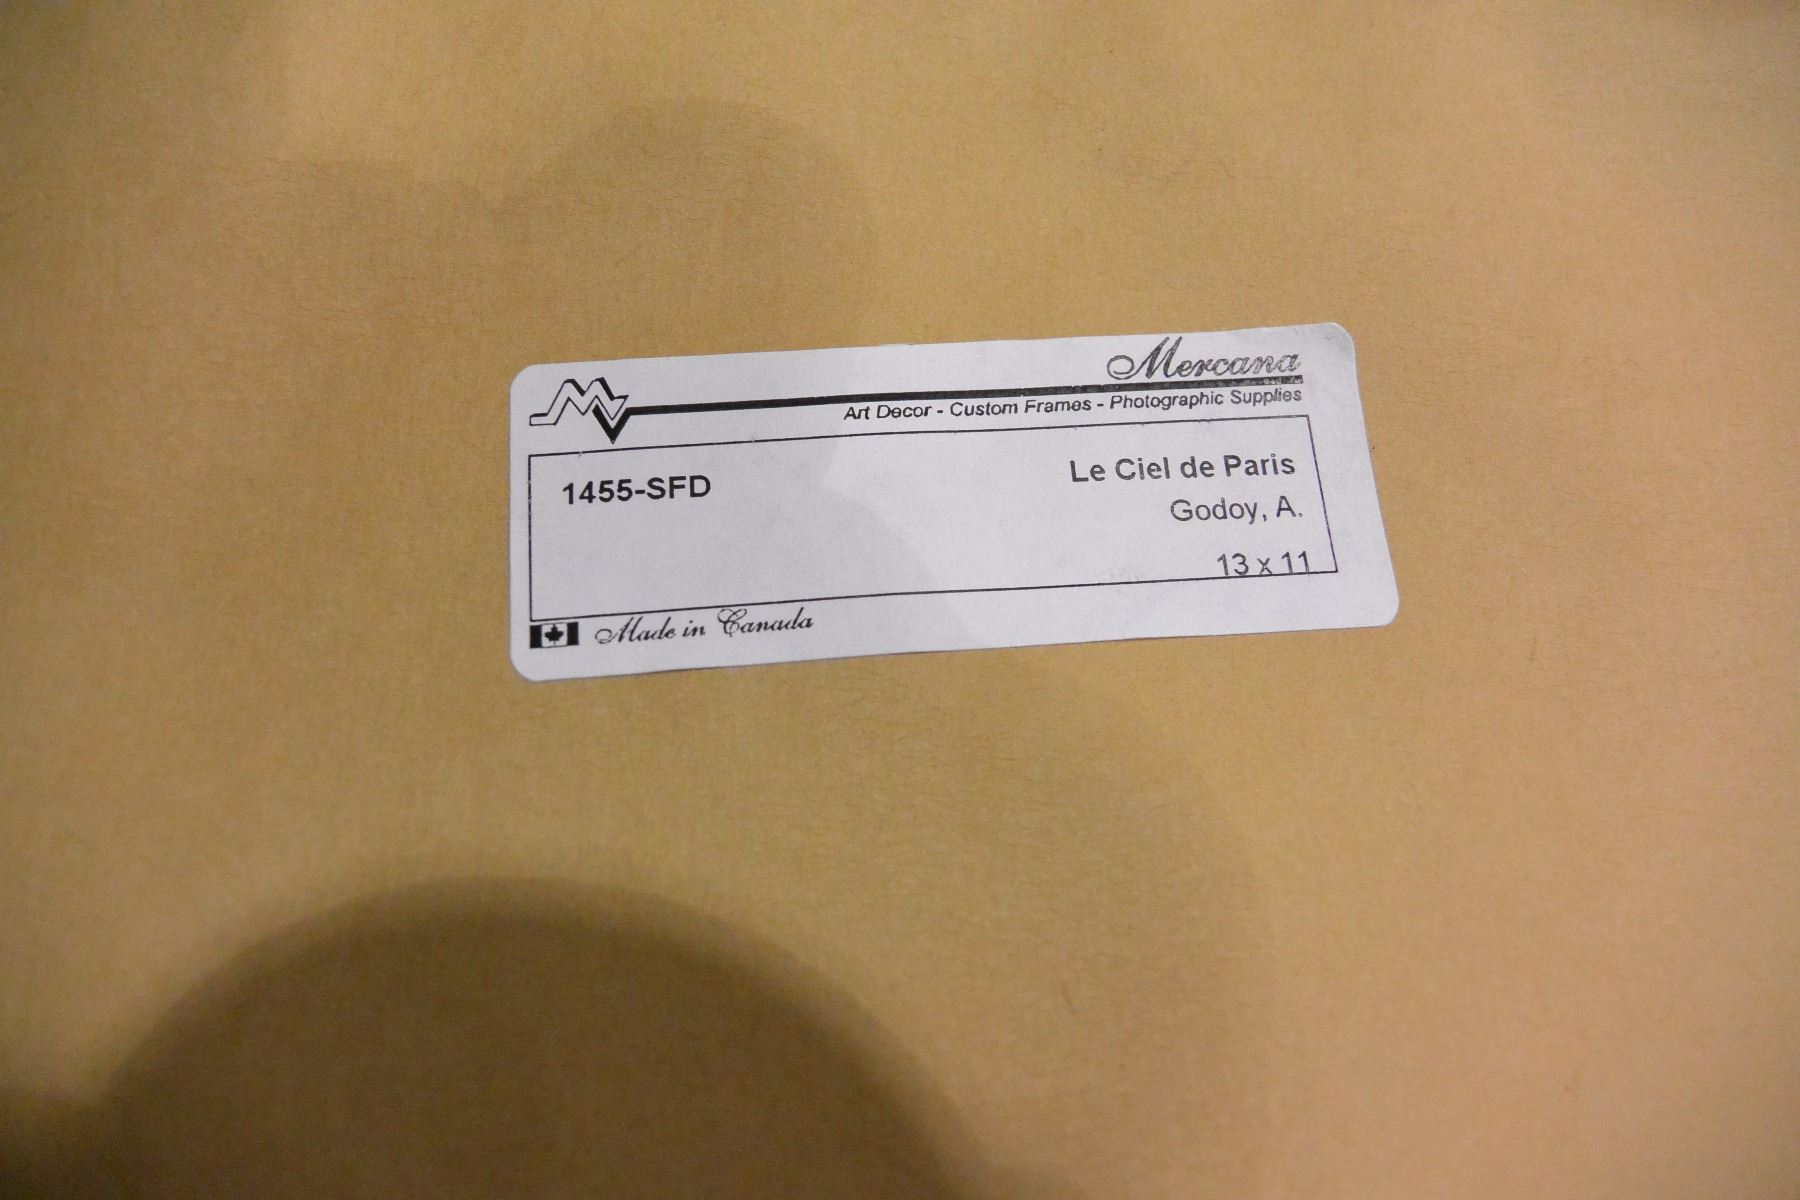 Mercana
Art Decor - Custom Frames - Photographic Supplies
1455-SFD
Le Ciel de Paris
Godoy, A.
13 x 11
Made in Canada